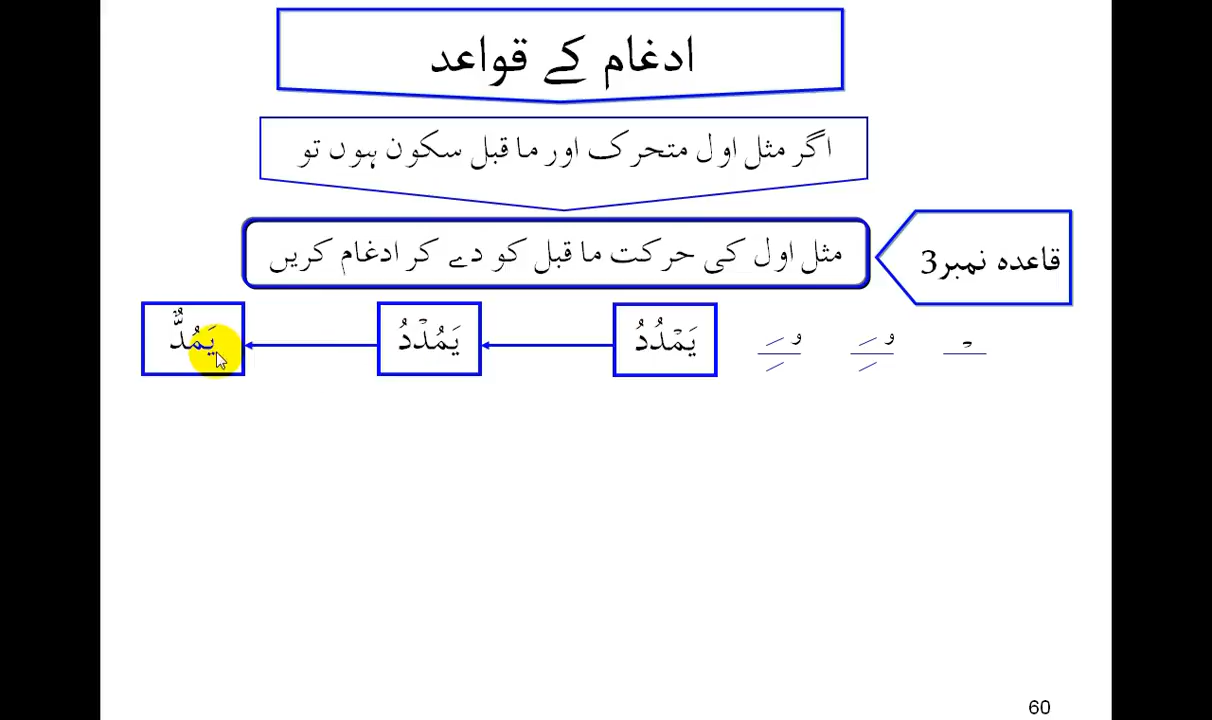 ادغام کے قواعد
اگر مثل اول متحرک اور ما قبل سکون ہوں تو
قاعدہ نمبر3
مثل اول کی حرکت ما قبل کو دے کر ادغام کریں
يَمْدُدُ يَمُدْدُ يَمُدُّ
60